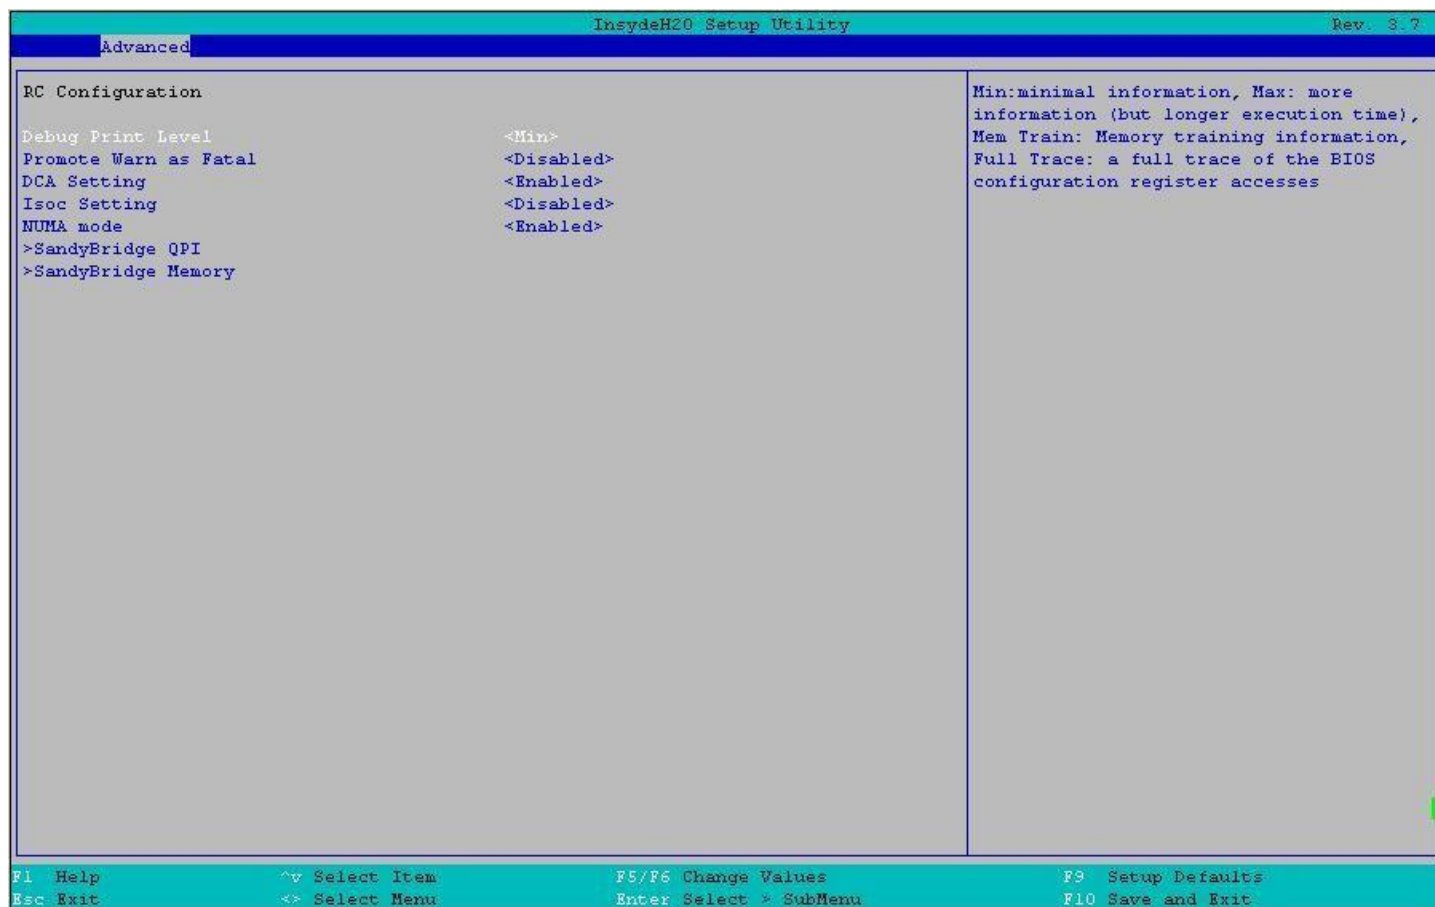 InsydeH20 Setup Utility Rev. 3.7
Advanced
RC Configuration
Debug Print Level <Min>
Promote Warn as Fatal <Disabled>
DCA Setting <Enabled>
Isoc Setting <Disabled>
NUMA mode <Enabled>
>SandyBridge QPI
>SandyBridge Memory
Min:minimal information, Max: more
information (but longer execution time),
Mem Train: Memory training information,
Full Trace: a full trace of the BIOS
configuration register accesses
F1 Help ^v Select Item F5/F6 Change Values F9 Setup Defaults
Esc Exit <> Select Menu Enter Select > SubMenu F10 Save and Exit